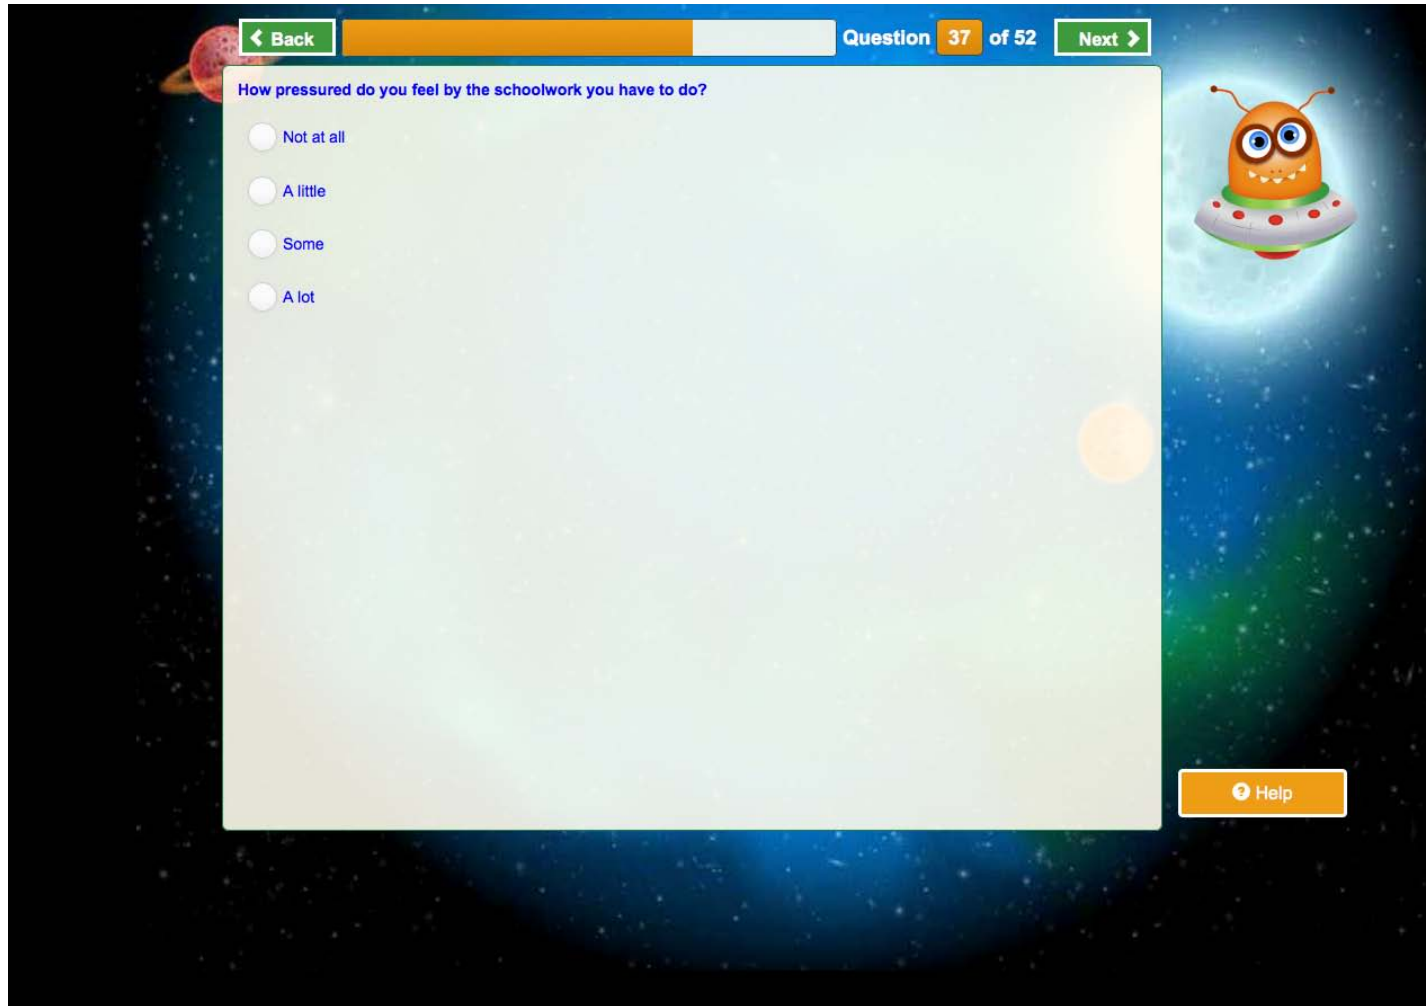 Back
Question 37 of 52
Next
How pressured do you feel by the schoolwork you have to do?
Not at all
A little
Some
A lot
Help